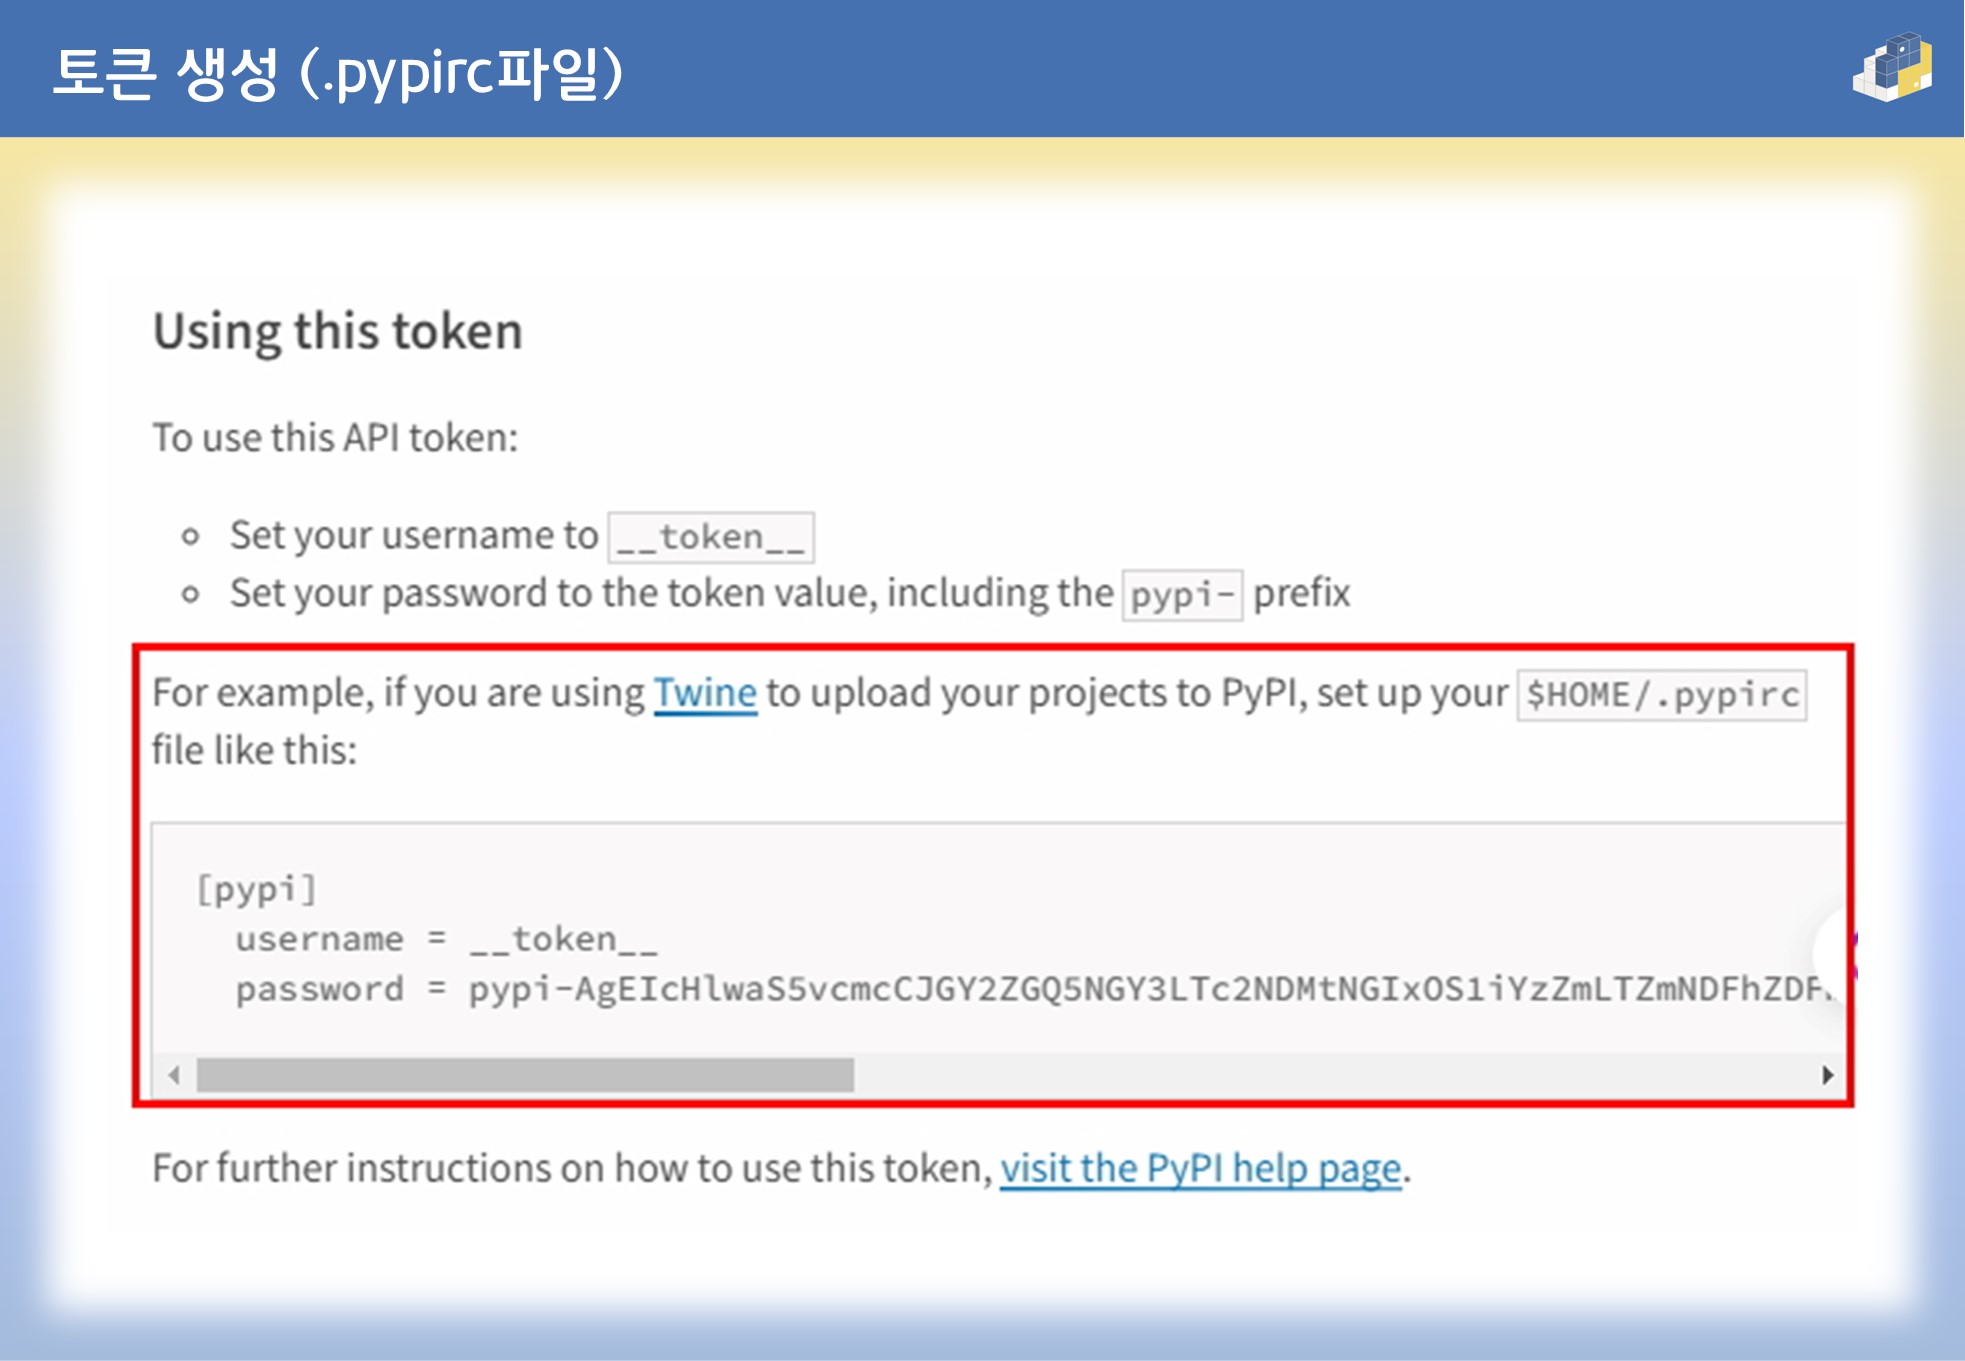 토큰 생성 (.pypirc파일)
Using this token
To use this API token:
Set your username to __token__
Set your password to the token value, including the pypi- prefix
For example, if you are using Twine to upload your projects to PyPI, set up your $HOME/.pypirc
file like this:
[pypi]
username = __token__
password = pypi-AgEIcHlwaS5vcmcCJGY2ZGQ5NGY3LTc2NDMtNGIxOS1iYzZmLTZmNDFhZDF
For further instructions on how to use this token, visit the PyPI help page.